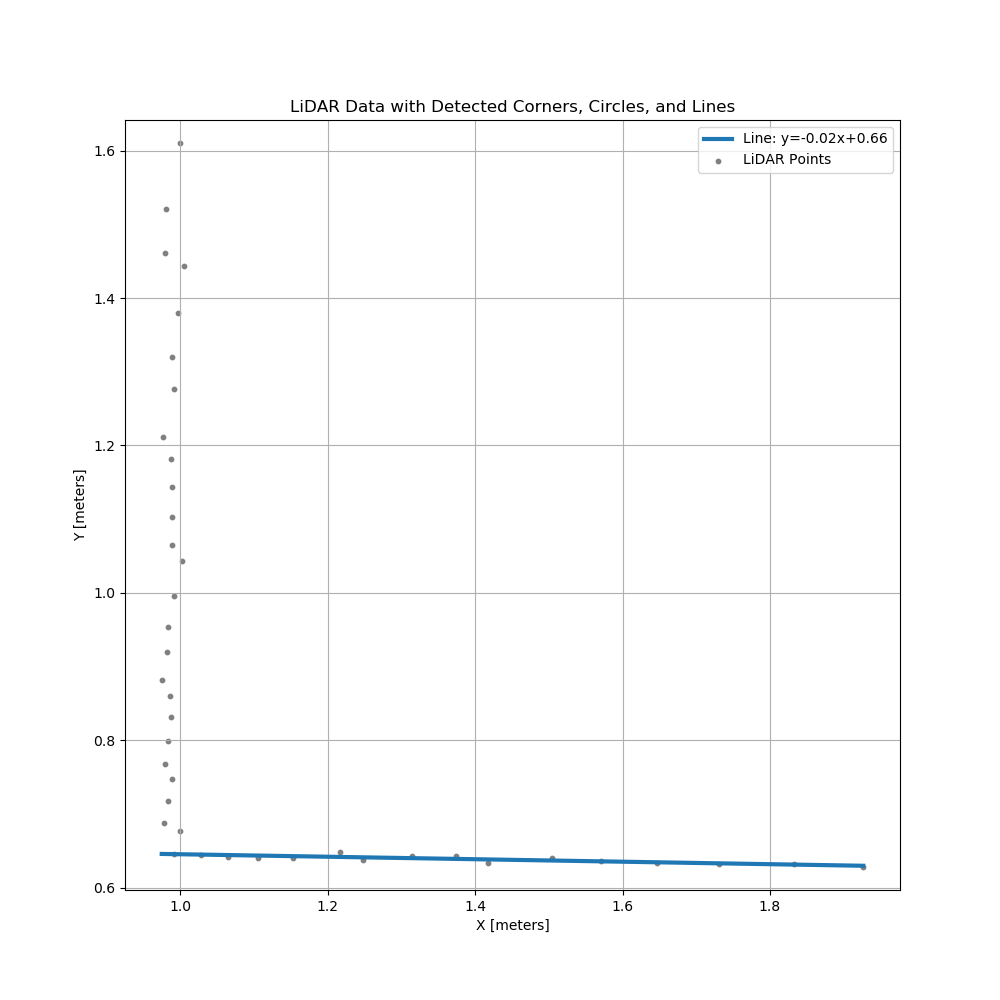 LiDAR Data with Detected Corners, Circles, and Lines
Line: y=-0.02x+0.66
LiDAR Points
1.6
1.4
1.2
1.0
0.8
0.6
Y [meters]
1.0 1.2 1.4 1.6 1.8
X [meters]